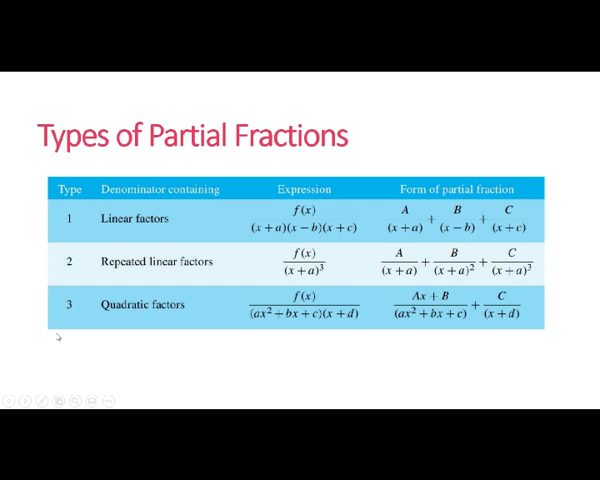 Types of Partial Fractions
Type Denominator containing Expression Form of partial fraction
1 Linear factors f(x)/((x + a)(x − b)(x + c)) A/(x + a) + B/(x − b) + C/(x + c)
2 Repeated linear factors f(x)/(x + a)³ A/(x + a) + B/(x + a)² + C/(x + a)³
3 Quadratic factors f(x)/((ax² + bx + c)(x + d)) Ax + B/(ax² + bx + c) + C/(x + d)